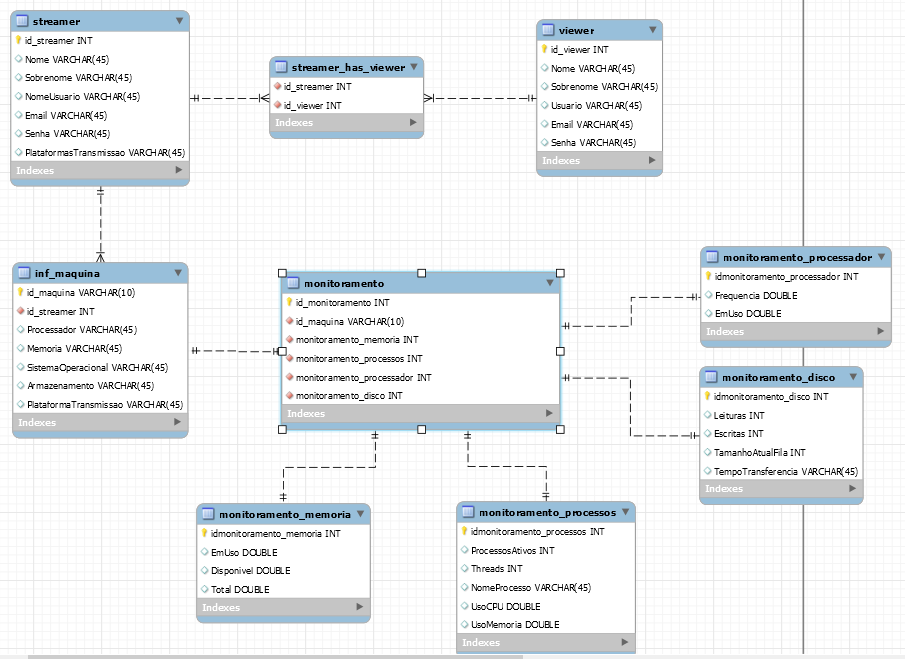 streamer
id_streamer INT
Nome VARCHAR(45)
Sobrenome VARCHAR(45)
NomeUsuario VARCHAR(45)
Email VARCHAR(45)
Senha VARCHAR(45)
PlataformasTransmissao VARCHAR(45)
Indexes
streamer_has_viewer
id_streamer INT
id_viewer INT
Indexes
viewer
id_viewer INT
Nome VARCHAR(45)
Sobrenome VARCHAR(45)
Usuario VARCHAR(45)
Email VARCHAR(45)
Senha VARCHAR(45)
Indexes
inf_maquina
id_maquina VARCHAR(10)
id_streamer INT
Processador VARCHAR(45)
Memoria VARCHAR(45)
SistemaOperacional VARCHAR(45)
Armazenamento VARCHAR(45)
PlataformaTransmissao VARCHAR(45)
Indexes
monitoramento
id_monitoramento INT
id_maquina VARCHAR(10)
monitoramento_memoria INT
monitoramento_processos INT
monitoramento_processador INT
monitoramento_disco INT
Indexes
monitoramento_processador
idmonitoramento_processador INT
Frequencia DOUBLE
EmUso DOUBLE
Indexes
monitoramento_disco
idmonitoramento_disco INT
Leituras INT
Escritas INT
TamanhoAtualFila INT
TempoTransferencia VARCHAR(45)
Indexes
monitoramento_memoria
idmonitoramento_memoria INT
EmUso DOUBLE
Disponivel DOUBLE
Total DOUBLE
Indexes
monitoramento_processos
idmonitoramento_processos INT
ProcessosAtivos INT
Threads INT
NomeProcesso VARCHAR(45)
UsoCPU DOUBLE
UsoMemoria DOUBLE
Indexes